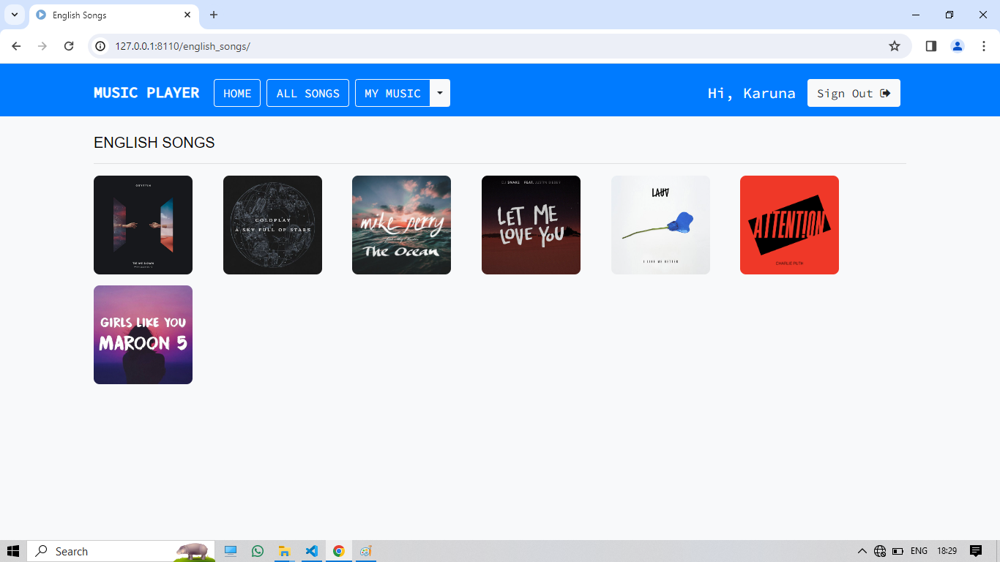 English Songs
127.0.0.1:8110/english_songs/
MUSIC PLAYER HOME ALL SONGS MY MUSIC Hi, Karuna Sign Out
ENGLISH SONGS
GRYFFIN
TIE ME DOWN
COLDPLAY
A SKY FULL OF STARS
mike perry
The Ocean
DJ SNAKE FEAT. JUSTIN BIEBER
LET ME
LOVE YOU
LAUV
I LIKE ME BETTER
ATTENT!ON
CHARLIE PUTH
GIRLS LIKE YOU
MAROON 5
Search ENG 18:29